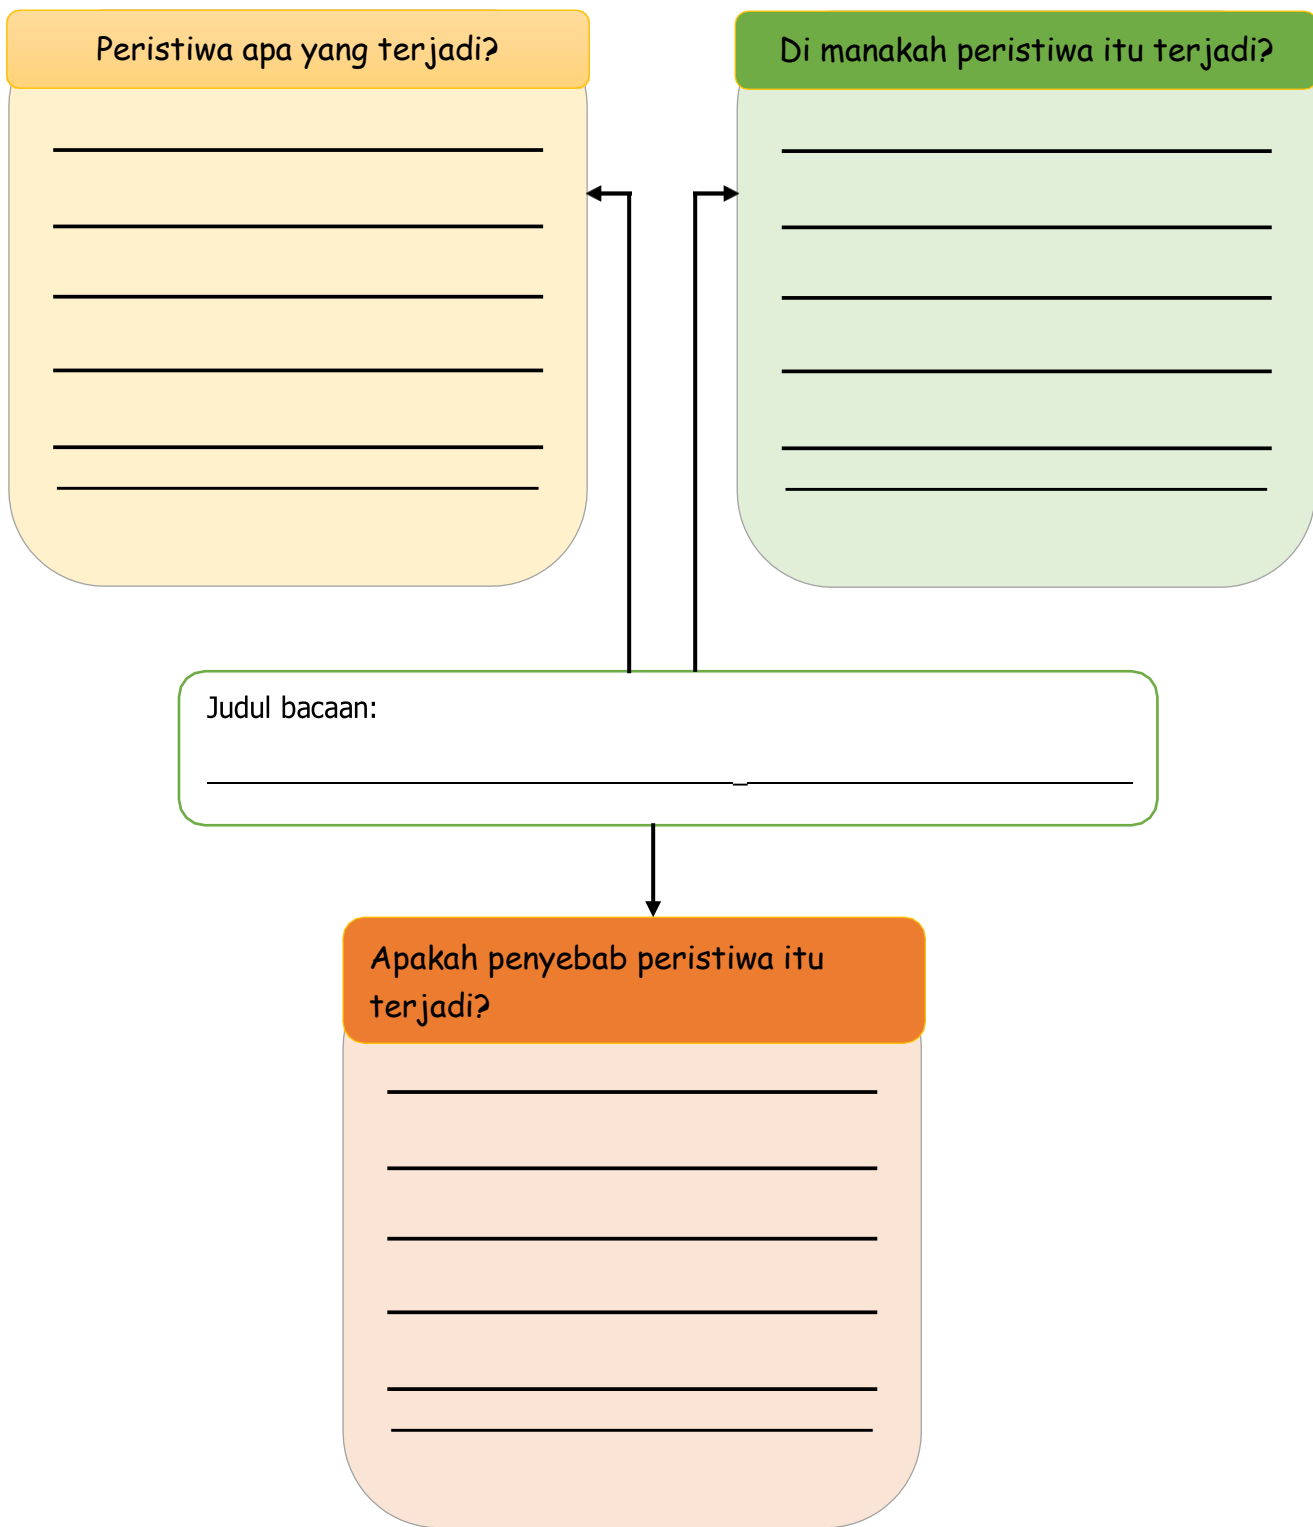 Peristiwa apa yang terjadi?
Di manakah peristiwa itu terjadi?
Judul bacaan:
Apakah penyebab peristiwa itu
terjadi?